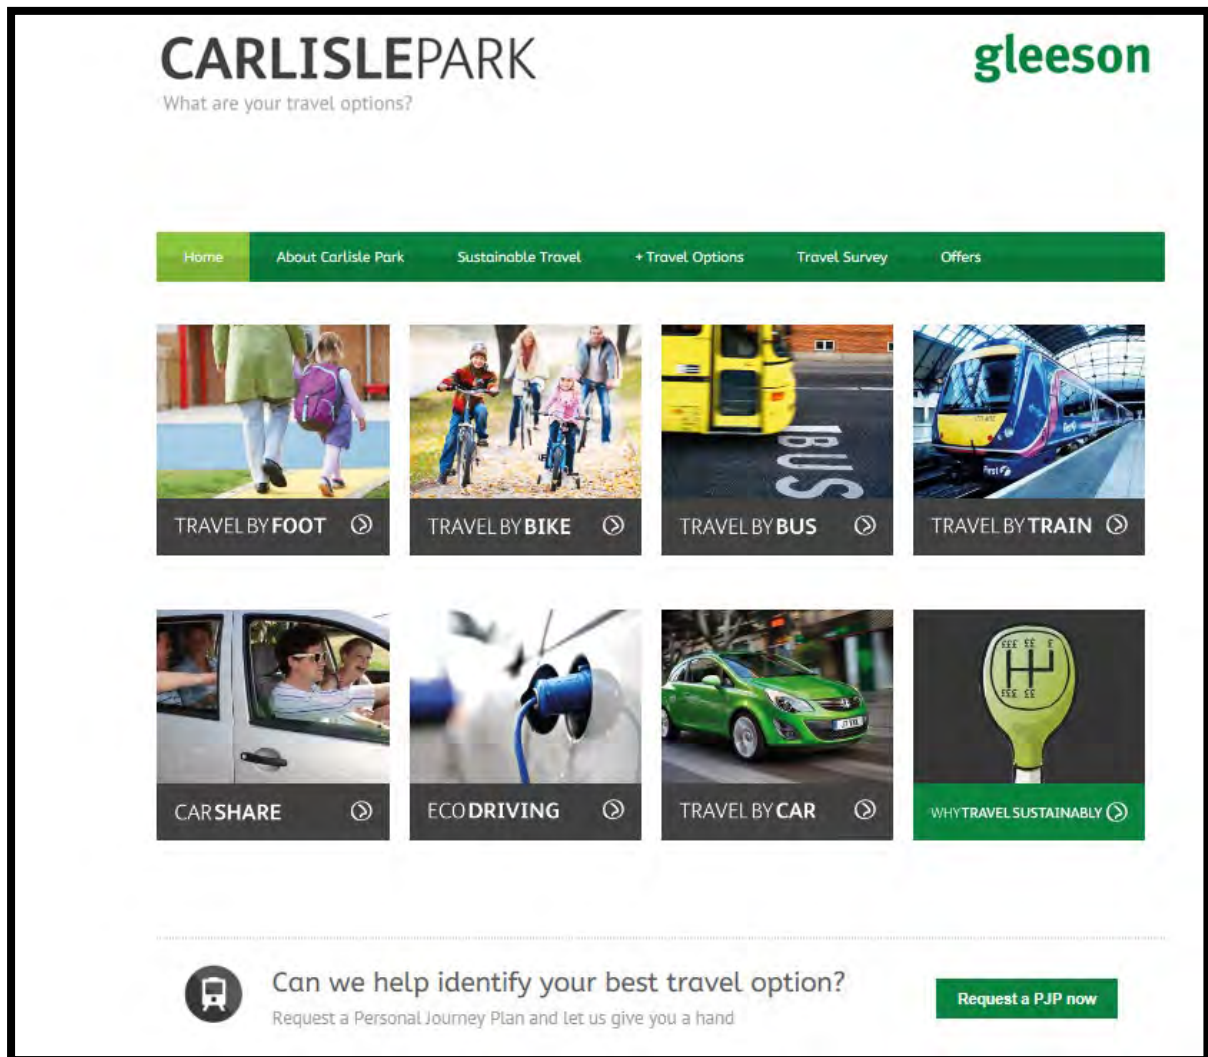 CARLISLEPARK
gleeson
What are your travel options?
Home
About Carlisle Park
Sustainable Travel
+ Travel Options
Travel Survey
Offers
BUS
First
TRAVEL BY FOOT
TRAVEL BY BIKE
TRAVEL BY BUS
TRAVEL BY TRAIN
£££ ££ £
£££ ££
CAR SHARE
ECODRIVING
TRAVEL BY CAR
WHY TRAVEL SUSTAINABLY
Can we help identify your best travel option?
Request a Personal Journey Plan and let us give you a hand
Request a PJP now